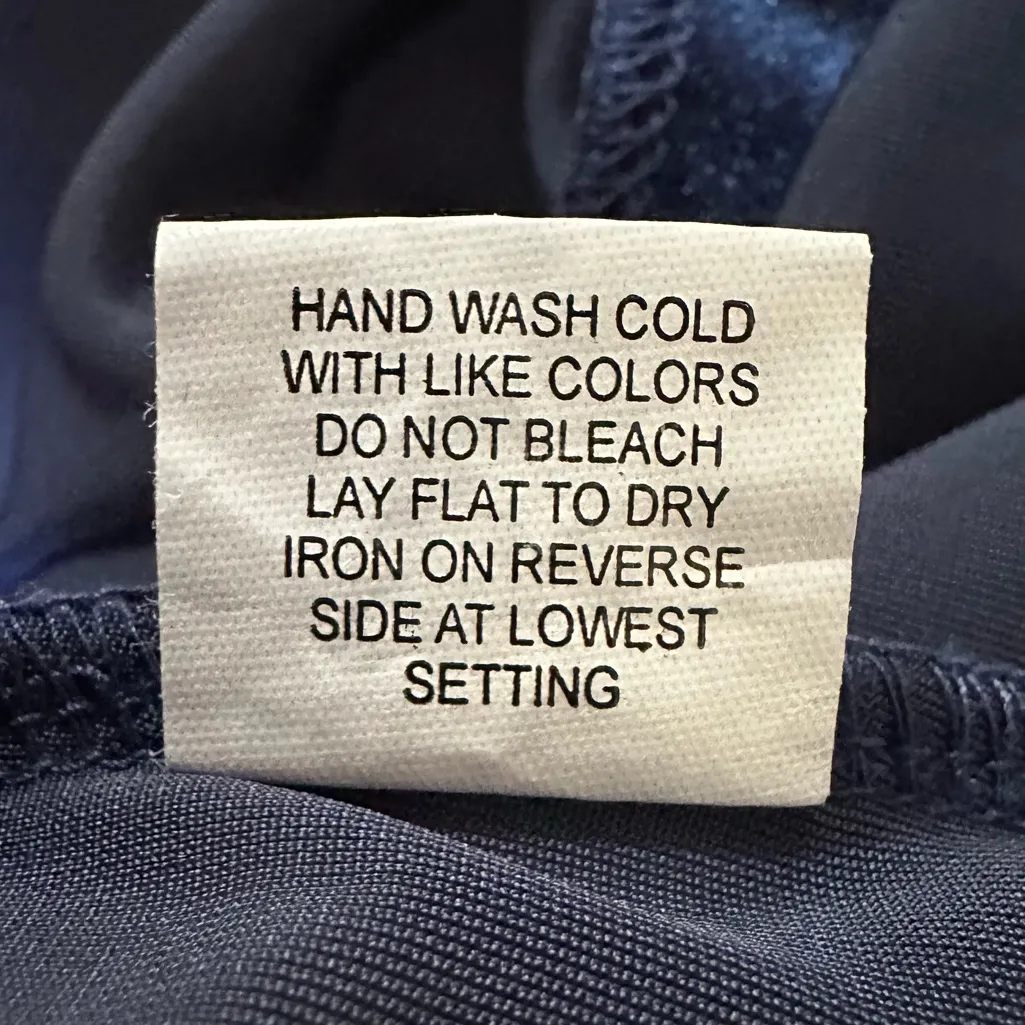 HAND WASH COLD
WITH LIKE COLORS
DO NOT BLEACH
LAY FLAT TO DRY
IRON ON REVERSE
SIDE AT LOWEST
SETTING